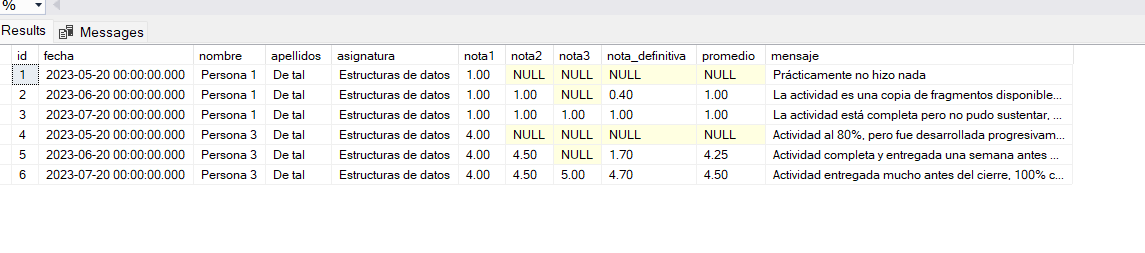 %
Results Messages
id fecha nombre apellidos asignatura nota1 nota2 nota3 nota_definitiva promedio mensaje
1 2023-05-20 00:00:00.000 Persona 1 De tal Estructuras de datos 1.00 NULL NULL NULL NULL Prácticamente no hizo nada
2 2023-06-20 00:00:00.000 Persona 1 De tal Estructuras de datos 1.00 1.00 NULL 0.40 1.00 La actividad es una copia de fragmentos disponible...
3 2023-07-20 00:00:00.000 Persona 1 De tal Estructuras de datos 1.00 1.00 1.00 1.00 1.00 La actividad está completa pero no pudo sustentar, ...
4 2023-05-20 00:00:00.000 Persona 3 De tal Estructuras de datos 4.00 NULL NULL NULL NULL Actividad al 80%, pero fue desarrollada progresivam...
5 2023-06-20 00:00:00.000 Persona 3 De tal Estructuras de datos 4.00 4.50 NULL 1.70 4.25 Actividad completa y entregada una semana antes ...
6 2023-07-20 00:00:00.000 Persona 3 De tal Estructuras de datos 4.00 4.50 5.00 4.70 4.50 Actividad entregada mucho antes del cierre, 100% c...